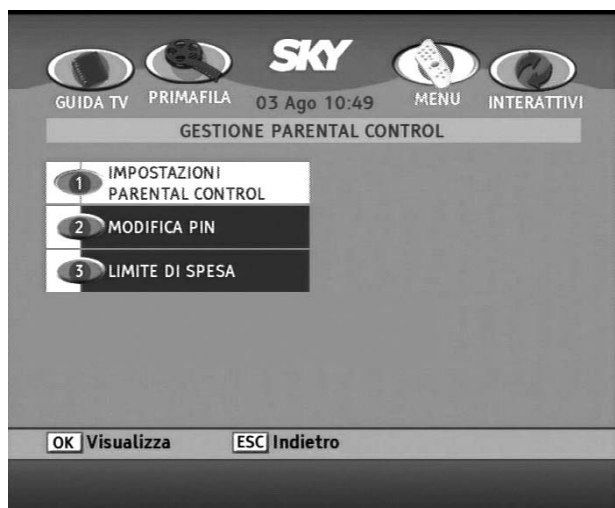 SKY
GUIDA TV PRIMAFILA 03 Ago 10:49 MENU INTERATTIVI
GESTIONE PARENTAL CONTROL
1 IMPOSTAZIONI
PARENTAL CONTROL
2 MODIFICA PIN
3 LIMITE DI SPESA
OK Visualizza ESC Indietro